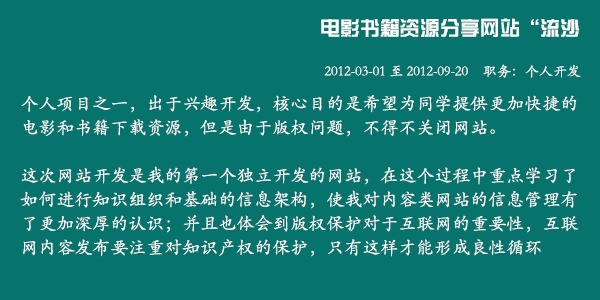 电影书籍资源分享网站“流沙
2012-03-01 至 2012-09-20 职务：个人开发
个人项目之一，出于兴趣开发，核心目的是希望为同学提供更加快捷的
电影和书籍下载资源，但是由于版权问题，不得不关闭网站。
这次网站开发是我的第一个独立开发的网站，在这个过程中重点学习了
如何进行知识组织和基础的信息架构，使我对内容类网站的信息管理有
了更加深厚的认识；并且也体会到版权保护对于互联网的重要性，互联
网内容发布要注重对知识产权的保护，只有这样才能形成良性循环